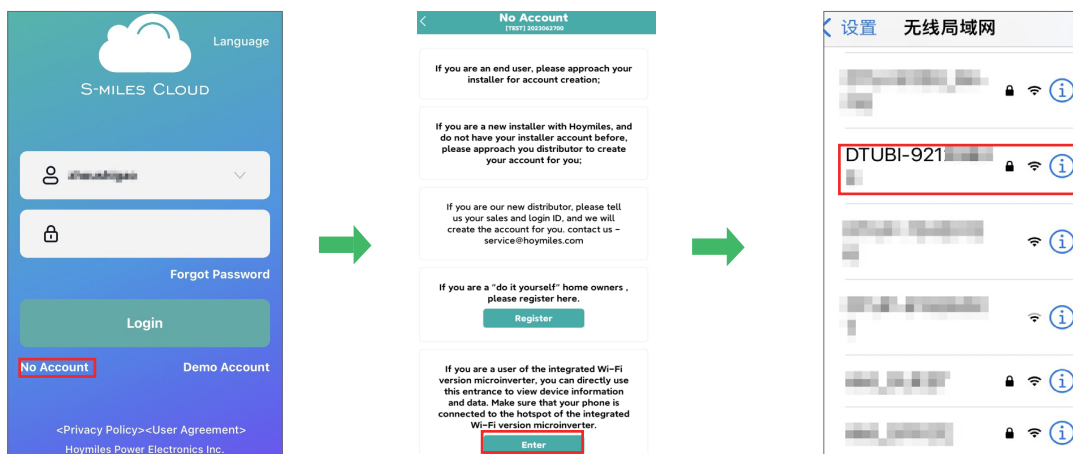 Language
S-MILES CLOUD
Forgot Password
Login
No Account
Demo Account
<Privacy Policy><User Agreement>
Hoymiles Power Electronics Inc.
No Account
[TEST] 2023062700
If you are an end user, please approach your
installer for account creation;
If you are a new installer with Hoymiles, and
do not have your installer account before,
please approach you distributor to create
your account for you;
If you are our new distributor, please tell
us your sales and login ID, and we will
create the account for you. contact us –
service@hoymiles.com
If you are a "do it yourself" home owners ,
please register here.
Register
If you are a user of the integrated Wi-Fi
version microinverter, you can directly use
this entrance to view device information
and data. Make sure that your phone is
connected to the hotspot of the integrated
Wi-Fi version microinverter.
Enter
设置 无线局域网
DTUBI-921